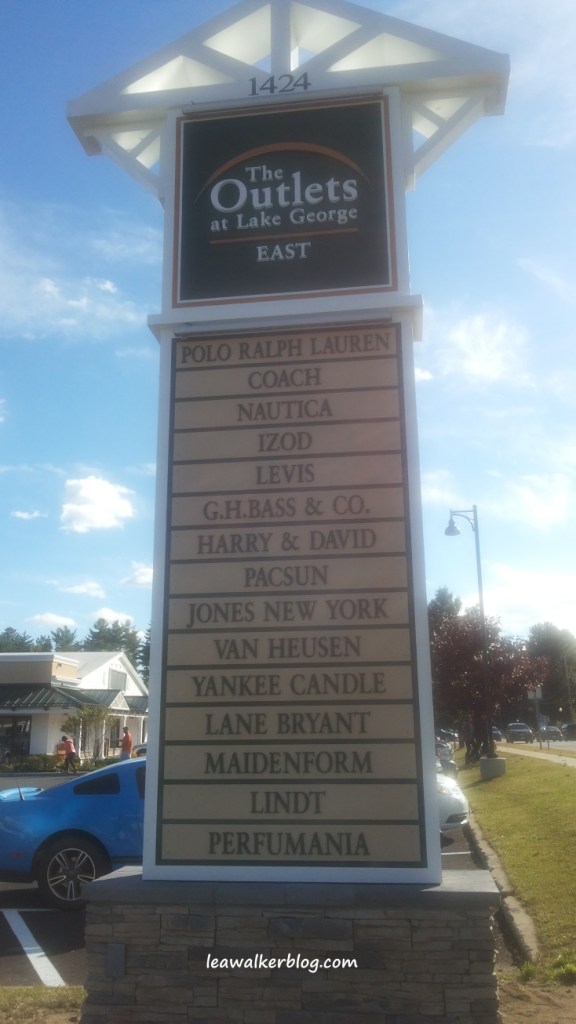 1424
The
Outlets
at Lake George
EAST
POLO RALPH LAUREN
COACH
NAUTICA
IZOD
LEVIS
G.H.BASS & CO.
HARRY & DAVID
PACSUN
JONES NEW YORK
VAN HEUSEN
YANKEE CANDLE
LANE BRYANT
MAIDENFORM
LINDT
PERFUMANIA
leawalkerblog.com